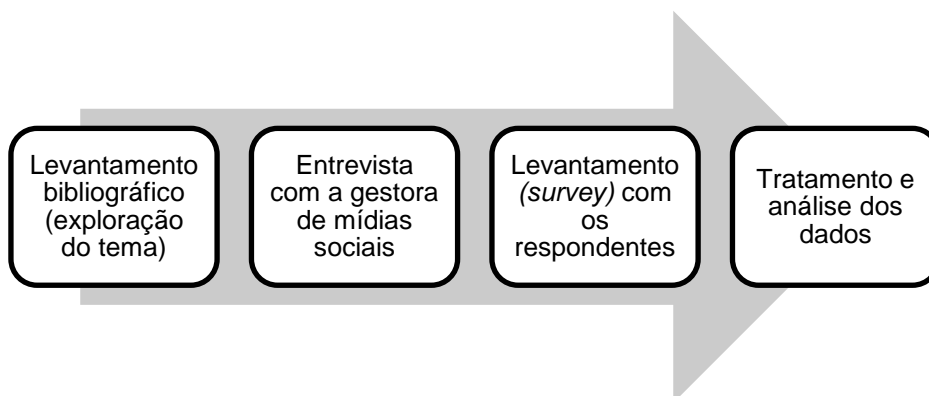 Levantamento
bibliográfico
(exploração
do tema)
Entrevista
com a gestora
de mídias
sociais
Levantamento
(survey) com
os
respondentes
Tratamento e
análise dos
dados